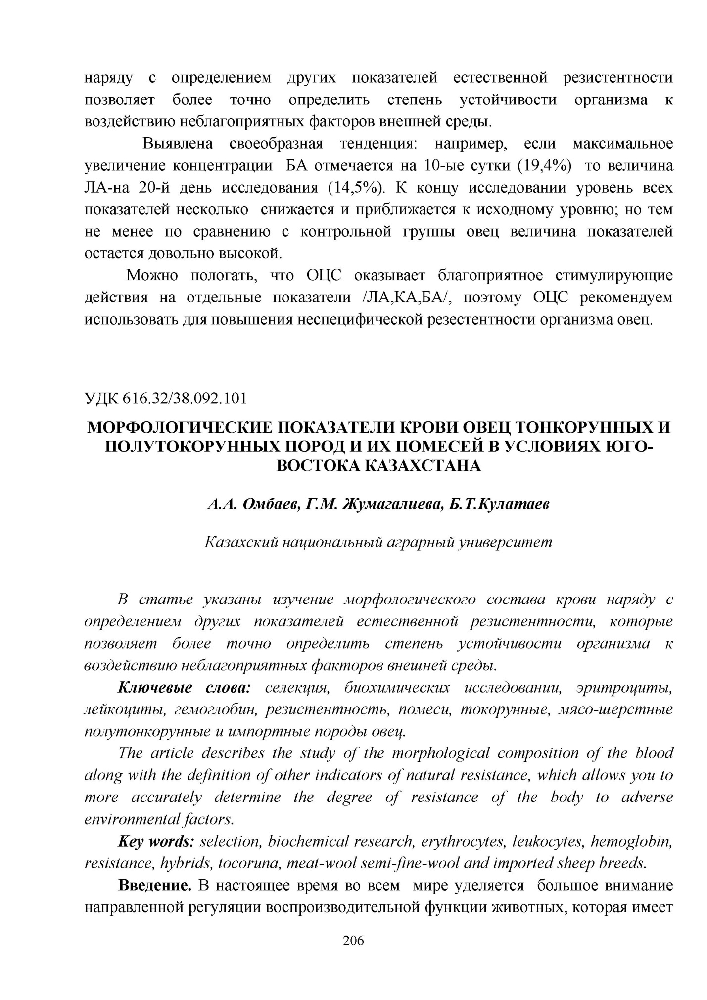 наряду с определением других показателей естественной резистентности
позволяет более точно определить степень устойчивости организма к
воздействию неблагоприятных факторов внешней среды.
Выявлена своеобразная тенденция: например, если максимальное
увеличение концентрации БА отмечается на 10-ые сутки (19,4%) то величина
ЛА-на 20-й день исследования (14,5%). К концу исследовании уровень всех
показателей несколько снижается и приближается к исходному уровню; но тем
не менее по сравнению с контрольной группы овец величина показателей
остается довольно высокой.
Можно пологать, что ОЦС оказывает благоприятное стимулирующие
действия на отдельные показатели /ЛА,КА,БА/, поэтому ОЦС рекомендуем
использовать для повышения неспецифической резестентности организма овец.
УДК 616.32/38.092.101
МОРФОЛОГИЧЕСКИЕ ПОКАЗАТЕЛИ КРОВИ ОВЕЦ ТОНКОРУННЫХ И
ПОЛУТОКОРУННЫХ ПОРОД И ИХ ПОМЕСЕЙ В УСЛОВИЯХ ЮГО-
ВОСТОКА КАЗАХСТАНА
А.А. Омбаев, Г.М. Жумагалиева, Б.Т.Кулатаев
Казахский национальный аграрный университет
В статье указаны изучение морфологического состава крови наряду с
определением других показателей естественной резистентности, которые
позволяет более точно определить степень устойчивости организма к
воздействию неблагоприятных факторов внешней среды.
Ключевые слова: селекция, биохимических исследовании, эритроциты,
лейкоциты, гемоглобин, резистентность, помеси, токорунные, мясо-шерстные
полутонкорунные и импортные породы овец.
The article describes the study of the morphological composition of the blood
along with the definition of other indicators of natural resistance, which allows you to
more accurately determine the degree of resistance of the body to adverse
environmental factors.
Key words: selection, biochemical research, erythrocytes, leukocytes, hemoglobin,
resistance, hybrids, tocoruna, meat-wool semi-fine-wool and imported sheep breeds.
Введение. В настоящее время во всем мире уделяется большое внимание
направленной регуляции воспроизводительной функции животных, которая имеет
206